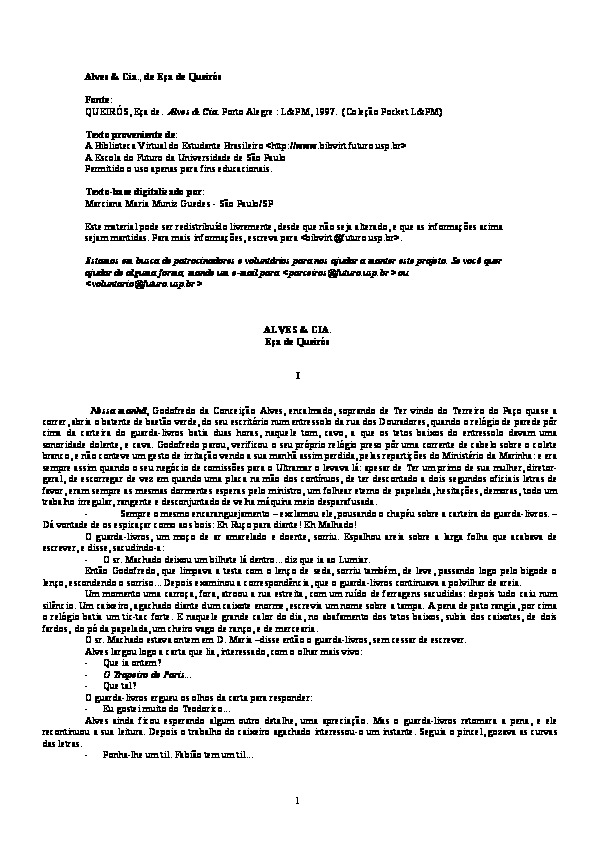 Alves & Cia., de Eça de Queirós
Fonte:
QUEIRÓS, Eça de. Alves & Cia. Porto Alegre : L&PM, 1997. (Coleção Pocket L&PM)
Texto proveniente de:
A Biblioteca Virtual do Estudante Brasileiro <http://www.bibvirt.futuro.usp.br>
A Escola do Futuro da Universidade de São Paulo
Permitido o uso apenas para fins educacionais.
Texto-base digitalizado por:
Marciana Maria Muniz Guedes - São Paulo/SP
Este material pode ser redistribuído livremente, desde que não seja alterado, e que as informações acima
sejam mantidas. Para mais informações, escreva para <bibvirt@futuro.usp.br>.
Estamos em busca de patrocinadores e voluntários para nos ajudar a manter este projeto. Se você quer
ajudar de alguma forma, mande um e-mail para <parceiros@futuro.usp.br> ou
<voluntario@futuro.usp.br>
ALVES & CIA.
Eça de Queirós
I
Nessa manhã, Godofredo da Conceição Alves, encalmado, soprando de Ter vindo do Terreiro do Paço quase a
correr, abria o batente de baetão verde, do seu escritório num entressolo da rua dos Douradores, quando o relógio de parede pôr
cima da carteira do guarda-livros batia duas horas, naquele tom, cavo, a que os tetos baixos do entressolo davam uma
sonoridade dolente, e cava. Godofredo parou, verificou o seu próprio relógio preso pôr uma corrente de cabelo sobre o colete
branco, e não conteve um gesto de irritação vendo a sua manhã assim perdida, pelas repartições do Ministério da Marinha: e era
sempre assim quando o seu negócio de comissões para o Ultramar o levava lá: apesar de Ter um primo de sua mulher, diretor-
geral, de escorregar de vez em quando uma placa na mão dos contínuos, de ter descontado a dois segundos oficiais letras de
favor, eram sempre as mesmas dormentes esperas pelo ministro, um folhear eterno de papelada, hesitações, demoras, todo um
trabalho irregular, rangente e desconjuntado de velha máquina meio desparafusada.
Sempre o mesmo encaranguejamento – exclamou ele, pousando o chapéu sobre a carteira do guarda-livros. –
Dá vontade de os espicaçar como aos bois: Eh Ruço para diante! Eh Malhado!
O guarda-livros, um moço de ar amarelado e doente, sorriu. Espalhou areia sobre a larga folha que acabava de
escrever, e disse, sacudindo-a:
- O sr. Machado deixou um bilhete lá dentro... diz que ia ao Lumiar.
Então Godofredo, que limpava a testa com o lenço de seda, sorriu também, de leve, passando logo pelo bigode o
lenço, escondendo o sorriso... Depois examinou a correspondência, que o guarda-livros continuava a polvilhar de areia.
Um momento uma carroça, fora, atroou a rua estreita, com um ruído de ferragens sacudidas: depois tudo caiu num
silêncio. Um caixeiro, agachado diante dum caixote enorme, escrevia um nome sobre a tampa. A pena de pato rangia, por cima
o relógio batia um tic-tac forte. E naquele grande calor do dia, no abafamento dos tetos baixos, subia dos caixotes, de dois
fardos, do pó da papelada, um cheiro vago de ranço, e de mercearia.
O sr. Machado estava ontem em D. Maria –disse então o guarda-livros, sem cessar de escrever.
Alves largou logo a carta que lia, interessado, com o olhar mais vivo:
- Que ia ontem?
- O Trapeiro de Paris...
- Que tal?
O guarda-livros ergueu os olhos da carta para responder:
- Eu gostei muito do Teodorico...
Alves ainda ficou esperando algum outro detalhe, uma apreciação. Mas o guarda-livros retomara a pena, e ele
recontinuou a sua leitura. Depois o trabalho do caixeiro agachado interessou-o um instante. Seguia o pincel, gozava as curvas
das letras.
- Ponha-lhe um til. Fabião tem um til...
1